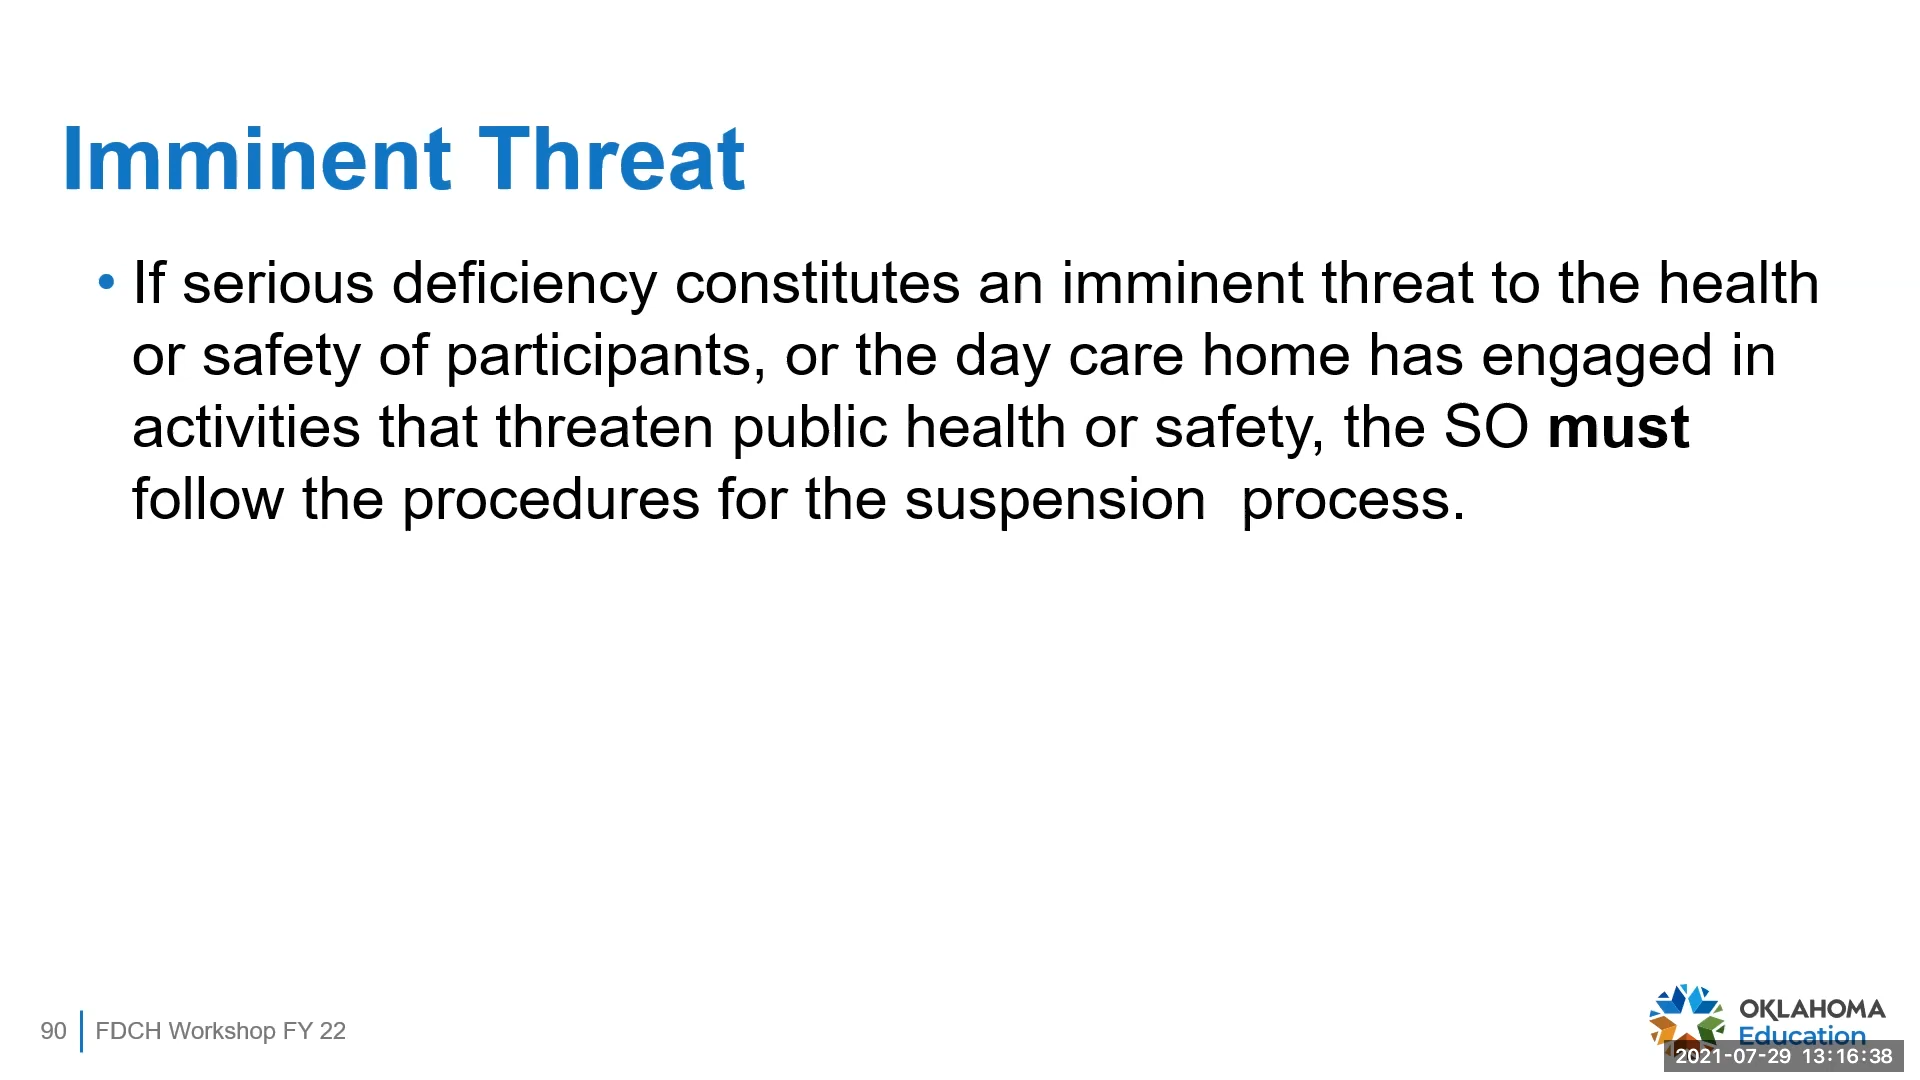 Imminent Threat
• If serious deficiency constitutes an imminent threat to the health
or safety of participants, or the day care home has engaged in
activities that threaten public health or safety, the SO must
follow the procedures for the suspension  process.
90 | FDCH Workshop FY 22
OKLAHOMA
Education
2021-07-29 13:16:38